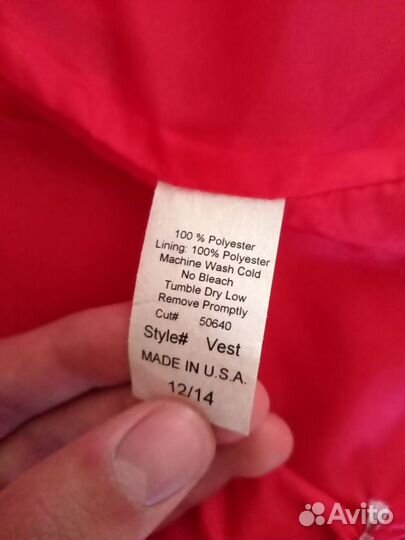 100 % Polyester
Lining: 100% Polyester
Machine Wash Cold
No Bleach
Tumble Dry Low
Remove Promptly
Cut# 50640
Style# Vest
MADE IN U.S.A.
12/14
Avito